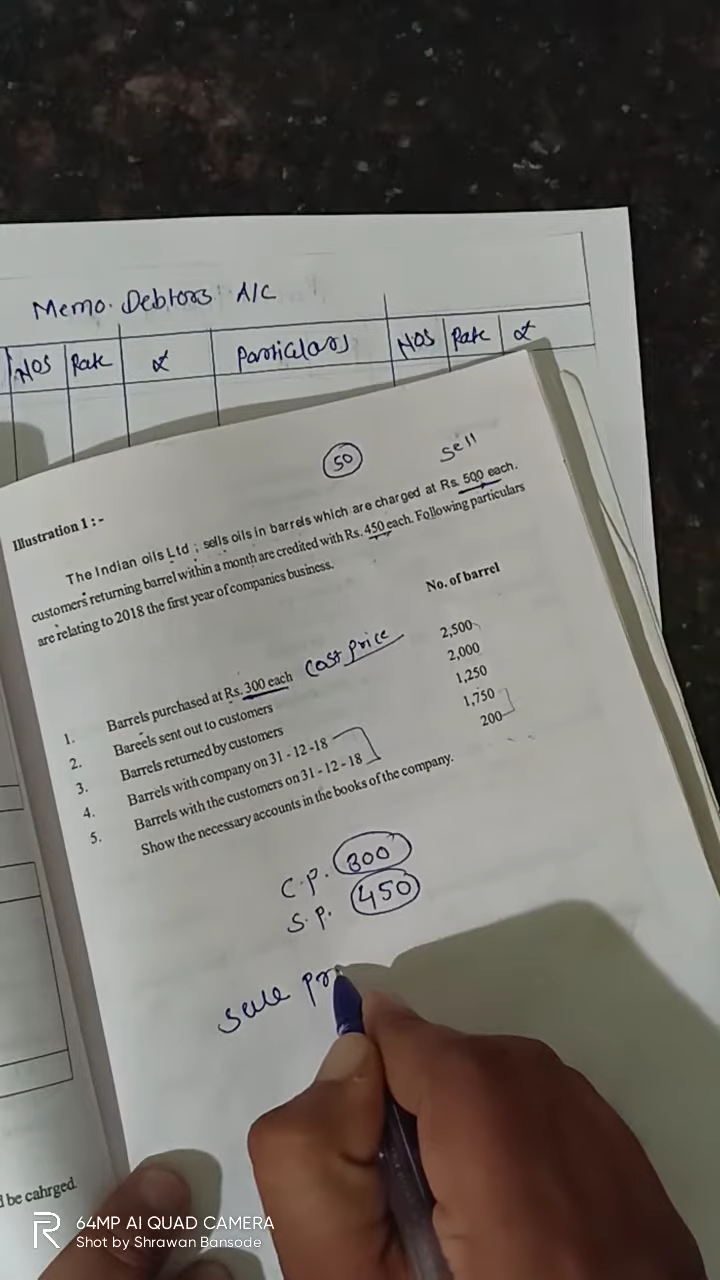 Memo. Debtors A/C
NOS Rate ₹ Particlars NOS Rate ₹
50
sell
Illustration 1 :-
The Indian oils Ltd ; sells oils in barrels which are charged at Rs. 500 each.
customers returning barrel within a month are credited with Rs. 450 each. Following particulars
are relating to 2018 the first year of companies business.
No. of barrel
1. Barrels purchased at Rs. 300 each cost price 2,500
2. Bareels sent out to customers 2,000
3. Barrels returned by customers 1,250
4. Barrels with company on 31 - 12 -18 1,750
5. Barrels with the customers on 31 - 12 -18 200
Show the necessary accounts in the books of the company.
C.P. 300
S.P. 450
sale pr
d be cahrged.
R 64MP AI QUAD CAMERA
Shot by Shrawan Bansode